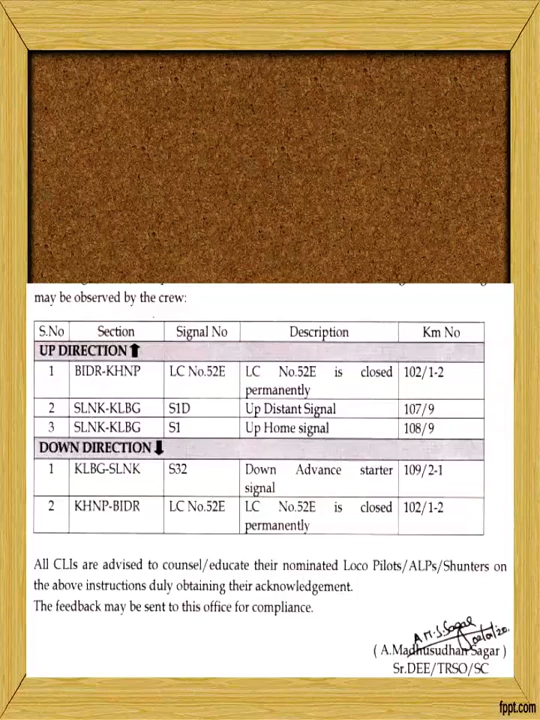 may be observed by the crew:
S.No Section Signal No Description Km No
UP DIRECTION ⬆
1 BIDR-KHNP LC No.52E LC No.52E is closed 102/1-2
permanently
2 SLNK-KLBG S1D Up Distant Signal 107/9
3 SLNK-KLBG S1 Up Home signal 108/9
DOWN DIRECTION ⬇
1 KLBG-SLNK S32 Down Advance starter 109/2-1
signal
2 KHNP-BIDR LC No.52E LC No.52E is closed 102/1-2
permanently
All CLIs are advised to counsel/educate their nominated Loco Pilots/ALPs/Shunters on
the above instructions duly obtaining their acknowledgement.
The feedback may be sent to this office for compliance.
A.M.S.Sagar
( A.Madhusudhan Sagar )
Sr.DEE/TRSO/SC
fppt.com